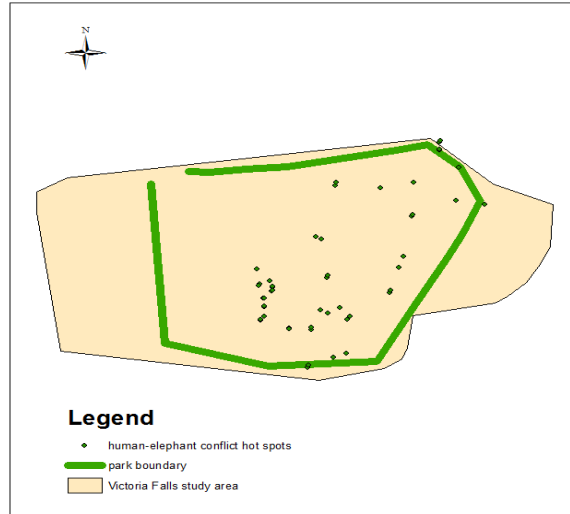 N
Legend
human-elephant conflict hot spots
park boundary
Victoria Falls study area